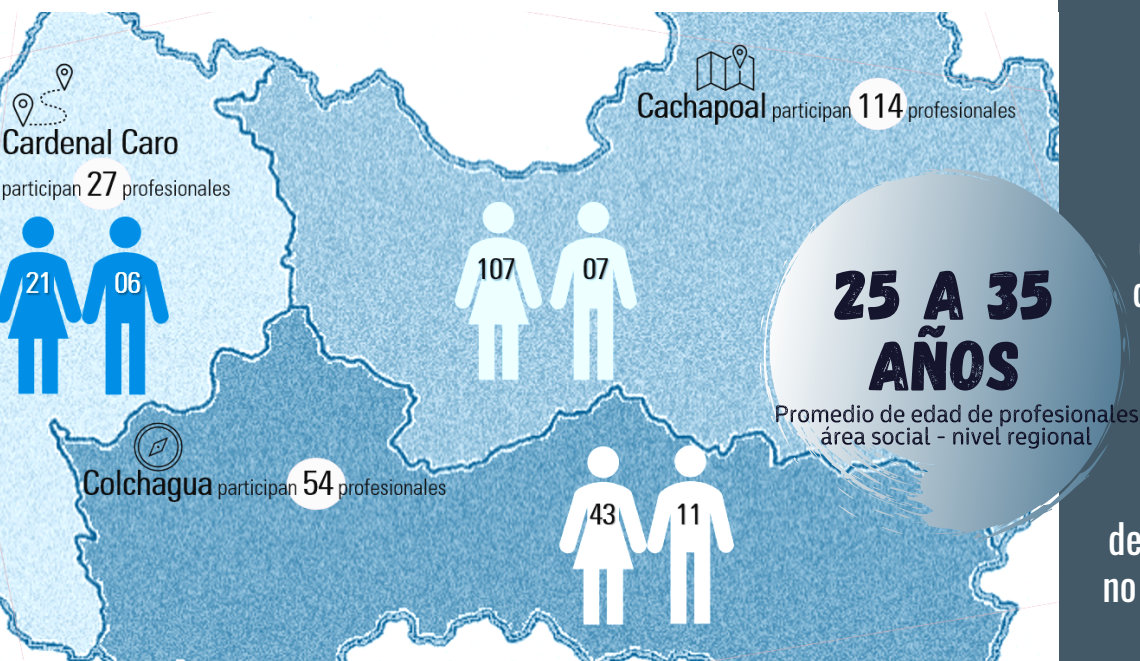 Cardenal Caro
participan 27 profesionales
21 06
Cachapoal participan 114 profesionales
107 07
25 A 35
AÑOS
Promedio de edad de profesionales
área social - nivel regional
Colchagua participan 54 profesionales
43 11
de
no